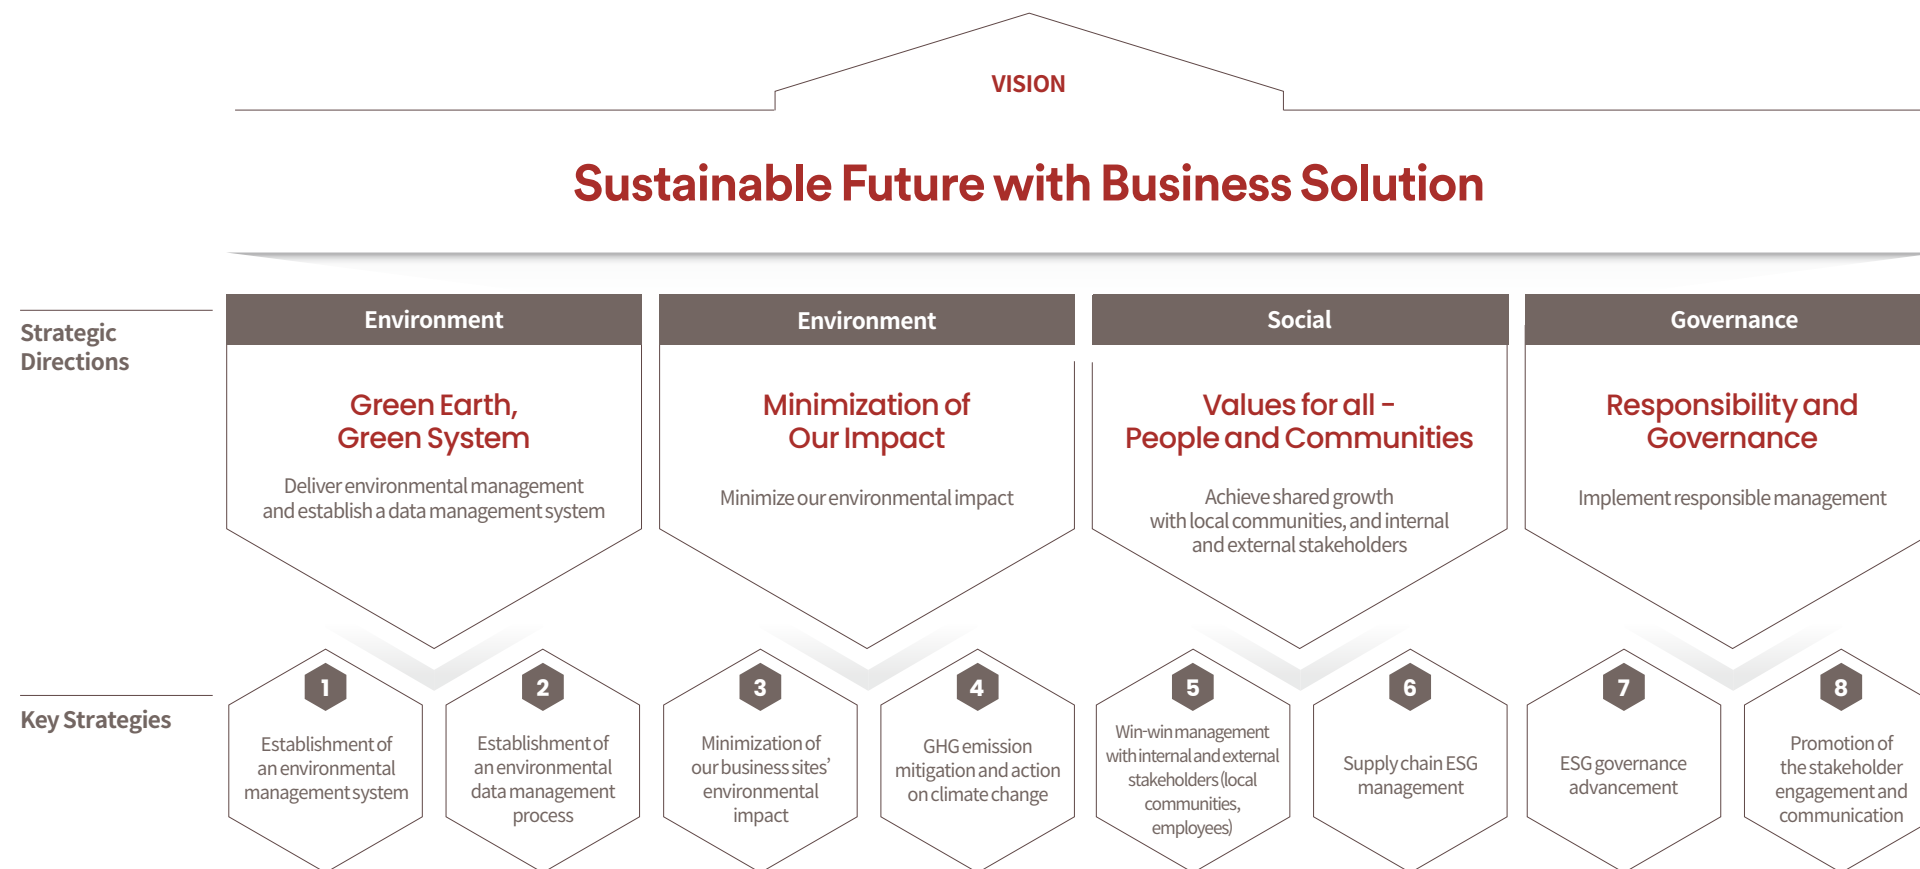 VISION
Sustainable Future with Business Solution
Strategic
Directions
Environment
Green Earth,
Green System
Deliver environmental management
and establish a data management system
Environment
Minimization of
Our Impact
Minimize our environmental impact
Social
Values for all –
People and Communities
Achieve shared growth
with local communities, and internal
and external stakeholders
Governance
Responsibility and
Governance
Implement responsible management
Key Strategies
1
Establishment of
an environmental
management system
2
Establishment of
an environmental
data management
process
3
Minimization of
our business sites’
environmental
impact
4
GHG emission
mitigation and action
on climate change
5
Win-win management
with internal and external
stakeholders (local
communities,
employees)
6
Supply chain ESG
management
7
ESG governance
advancement
8
Promotion of
the stakeholder
engagement and
communication